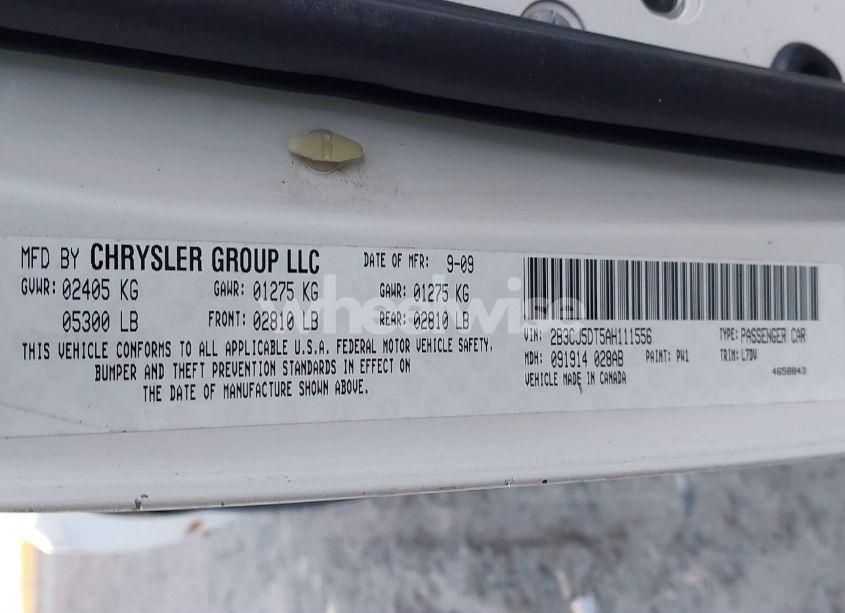 MFD BY CHRYSLER GROUP LLC DATE OF MFR: 9-09
GVWR: 02405 KG GAWR: 01275 KG GAWR: 01275 KG
05300 LB FRONT: 02810 LB REAR: 02810 LB
THIS VEHICLE CONFORMS TO ALL APPLICABLE U.S.A. FEDERAL MOTOR VEHICLE SAFETY,
BUMPER AND THEFT PREVENTION STANDARDS IN EFFECT ON
THE DATE OF MANUFACTURE SHOWN ABOVE.
VIN: 2B3CJ5DT5AH111556 TYPE: PASSENGER CAR
MDH: 091914 028AB PAINT: PW1 TRIM: L7DV
VEHICLE MADE IN CANADA 4658843
wheelwise